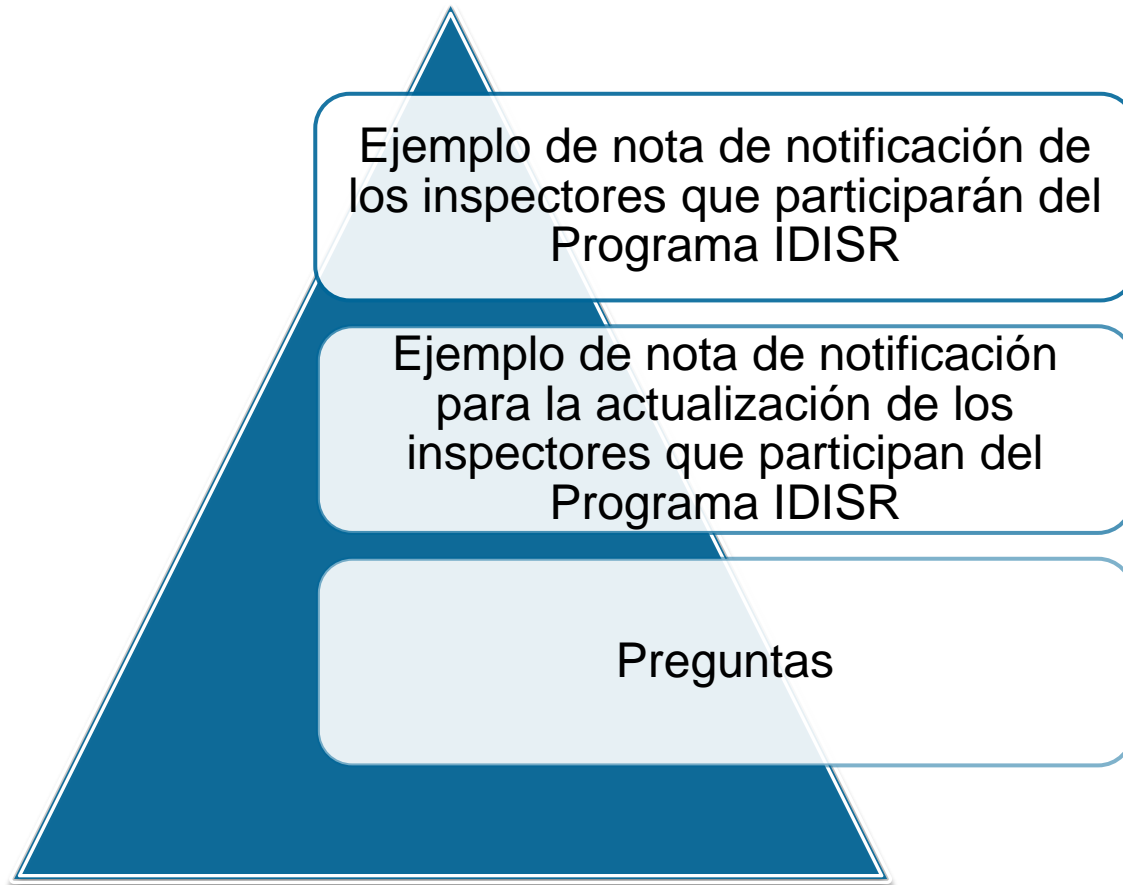 Ejemplo de nota de notificación de
los inspectores que participarán del
Programa IDISR
Ejemplo de nota de notificación
para la actualización de los
inspectores que participan del
Programa IDISR
Preguntas